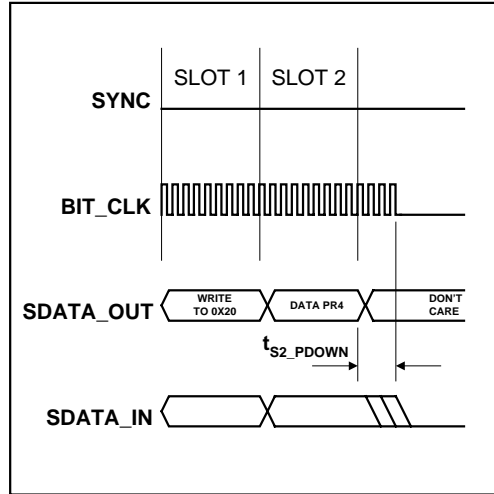 SLOT 1 SLOT 2
SYNC
BIT_CLK
SDATA_OUT
WRITE
TO 0X20
DATA PR4
DON'T
CARE
tS2_PDOWN
SDATA_IN